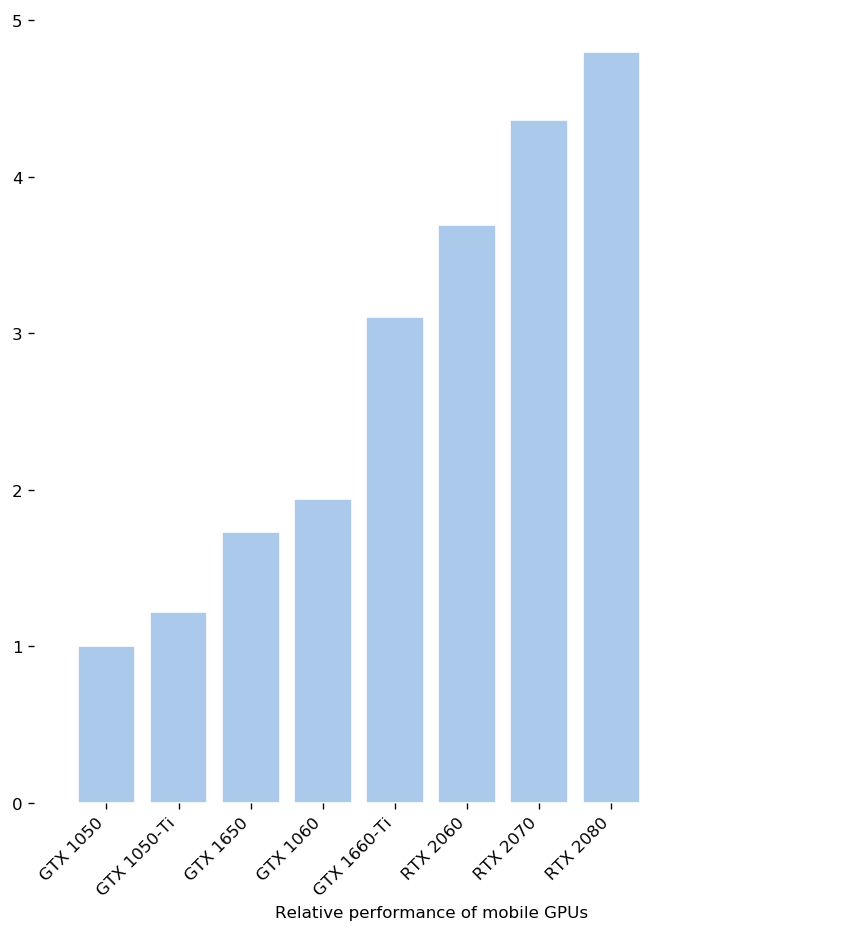 5
4
3
2
1
0
GTX 1050
GTX 1050-Ti
GTX 1650
GTX 1060
GTX 1660-Ti
RTX 2060
RTX 2070
RTX 2080
Relative performance of mobile GPUs